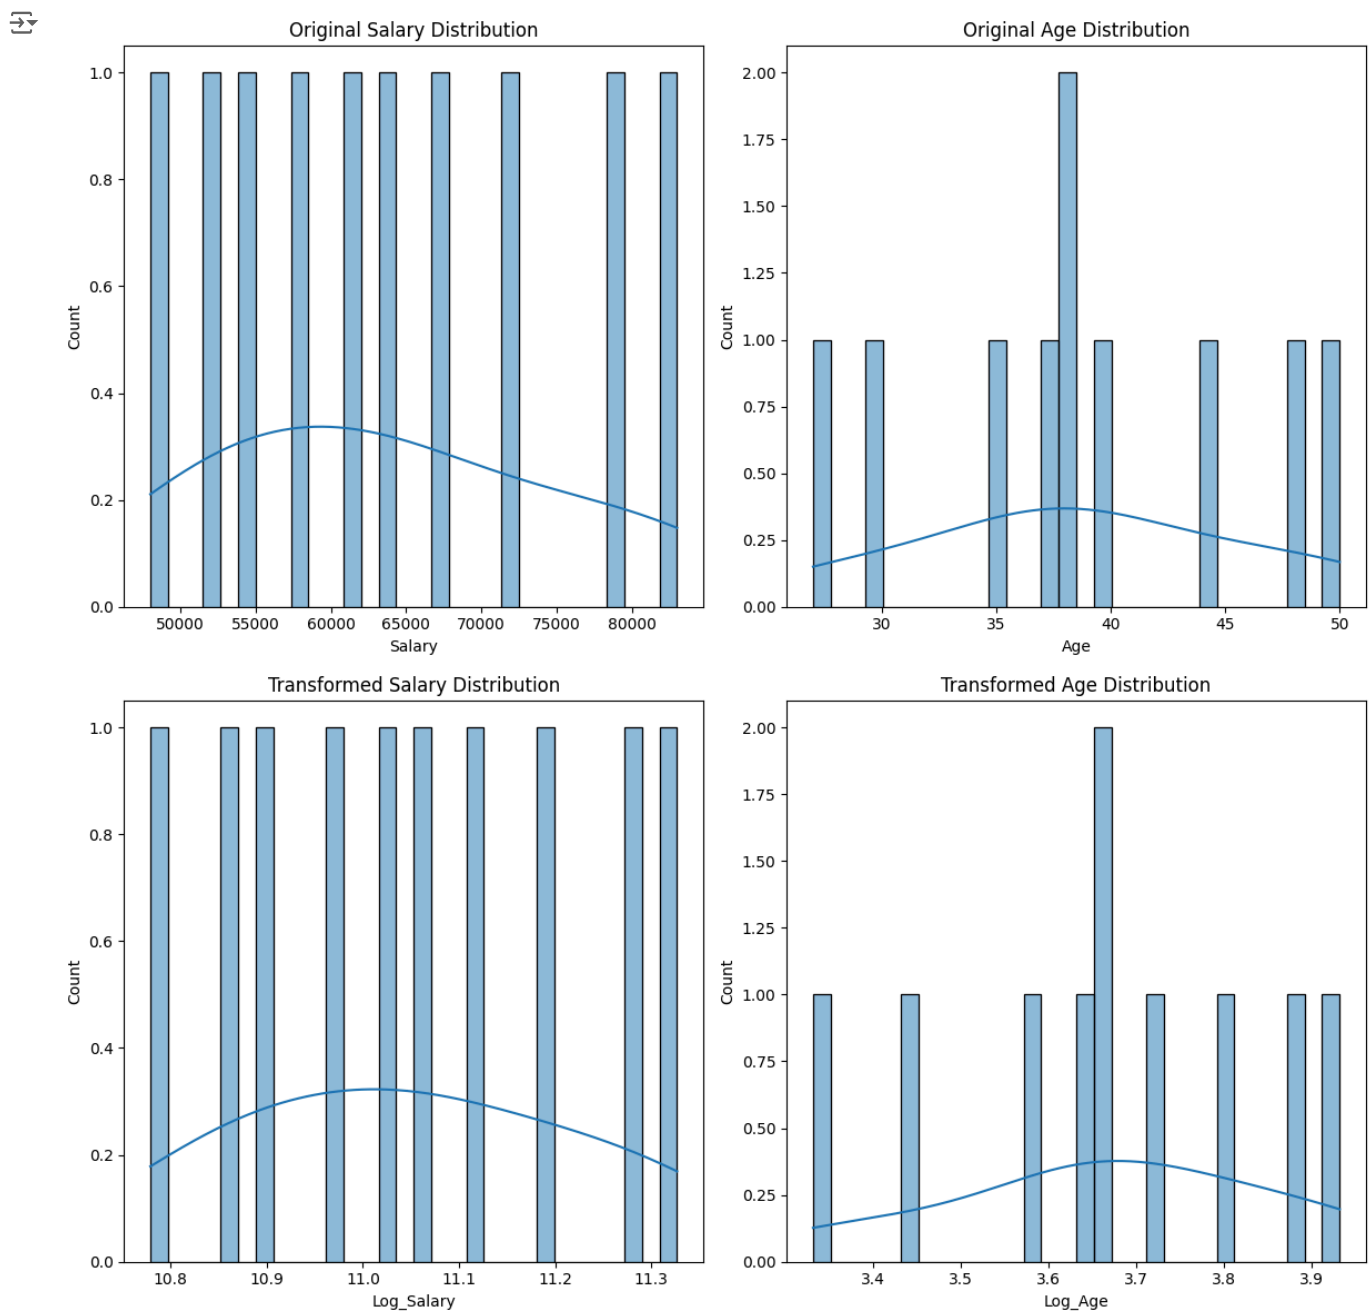 Original Salary Distribution
1.0
0.8
0.6
0.4
0.2
0.0
Count
50000 55000 60000 65000 70000 75000 80000
Salary
Original Age Distribution
2.00
1.75
1.50
1.25
1.00
0.75
0.50
0.25
0.00
Count
30 35 40 45 50
Age
Transformed Salary Distribution
1.0
0.8
0.6
0.4
0.2
0.0
Count
10.8 10.9 11.0 11.1 11.2 11.3
Log_Salary
Transformed Age Distribution
2.00
1.75
1.50
1.25
1.00
0.75
0.50
0.25
0.00
Count
3.4 3.5 3.6 3.7 3.8 3.9
Log_Age